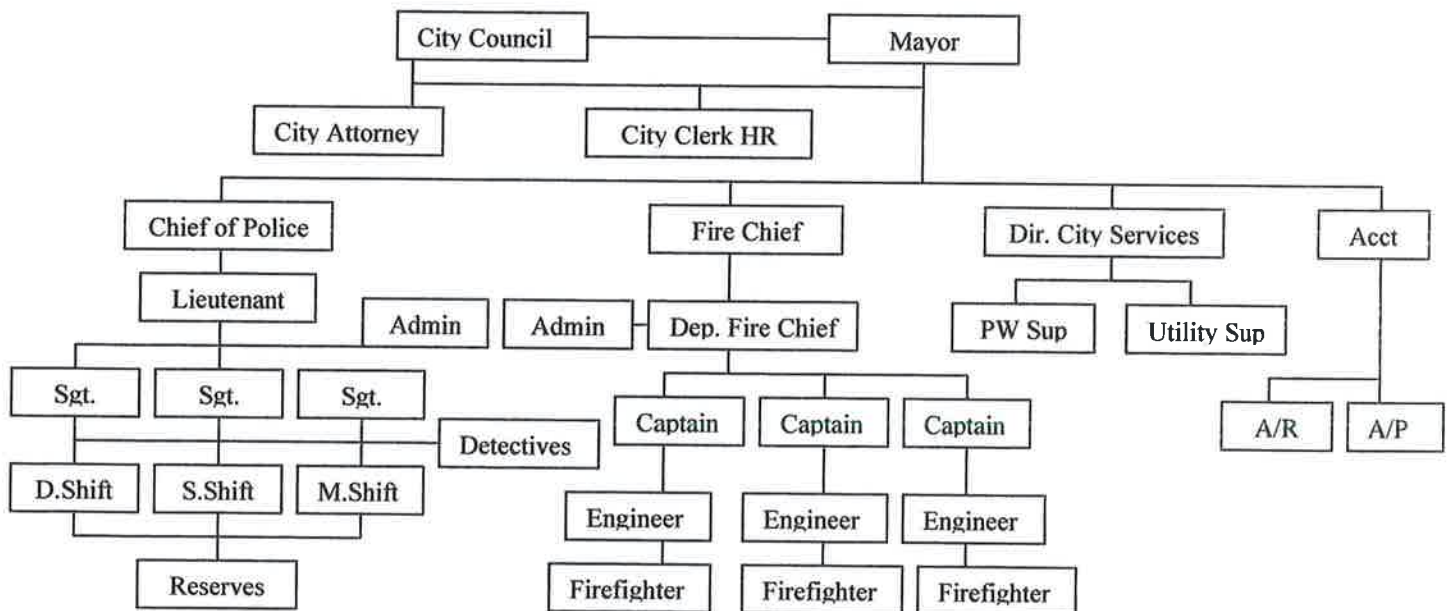 City Council
Mayor
City Attorney
City Clerk HR
Chief of Police
Fire Chief
Dir. City Services
Acct
Lieutenant
Admin
Admin
Dep. Fire Chief
PW Sup
Utility Sup
Sgt.
Sgt.
Sgt.
Captain
Captain
Captain
A/R
A/P
Detectives
D.Shift
S.Shift
M.Shift
Engineer
Engineer
Engineer
Reserves
Firefighter
Firefighter
Firefighter